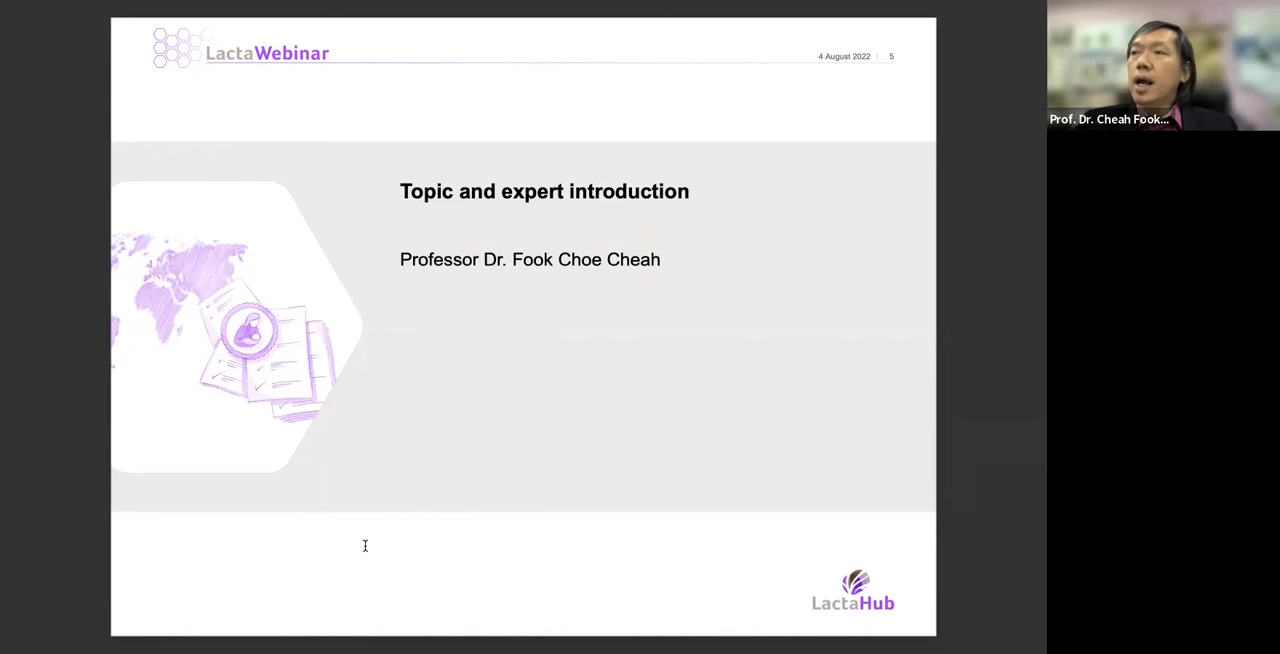 LactaWebinar
4 August 2022 | 5
Prof. Dr. Cheah Fook...
Topic and expert introduction
Professor Dr. Fook Choe Cheah
LactaHub